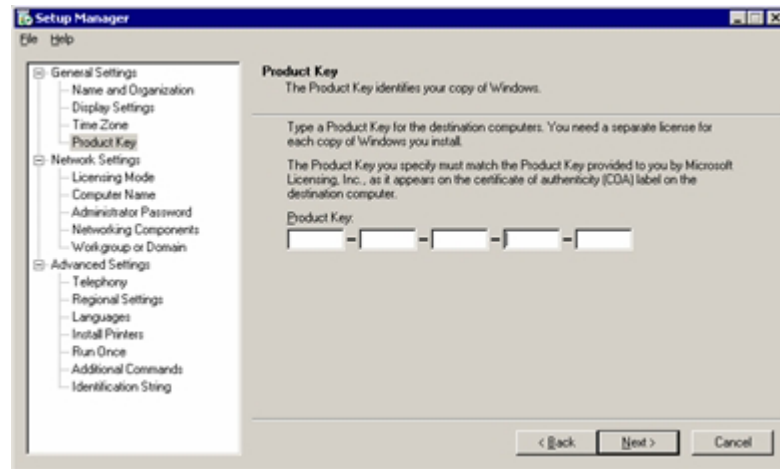 Setup Manager
File Help
General Settings
Name and Organization
Display Settings
Time Zone
Product Key
Network Settings
Licensing Mode
Computer Name
Administrator Password
Networking Components
Workgroup or Domain
Advanced Settings
Telephony
Regional Settings
Languages
Install Printers
Run Once
Additional Commands
Identification String
Product Key
The Product Key identifies your copy of Windows.
Type a Product Key for the destination computers. You need a separate license for
each copy of Windows you install.
The Product Key you specify must match the Product Key provided to you by Microsoft
Licensing, Inc., as it appears on the certificate of authenticity (COA) label on the
destination computer.
Product Key:
< Back Next > Cancel